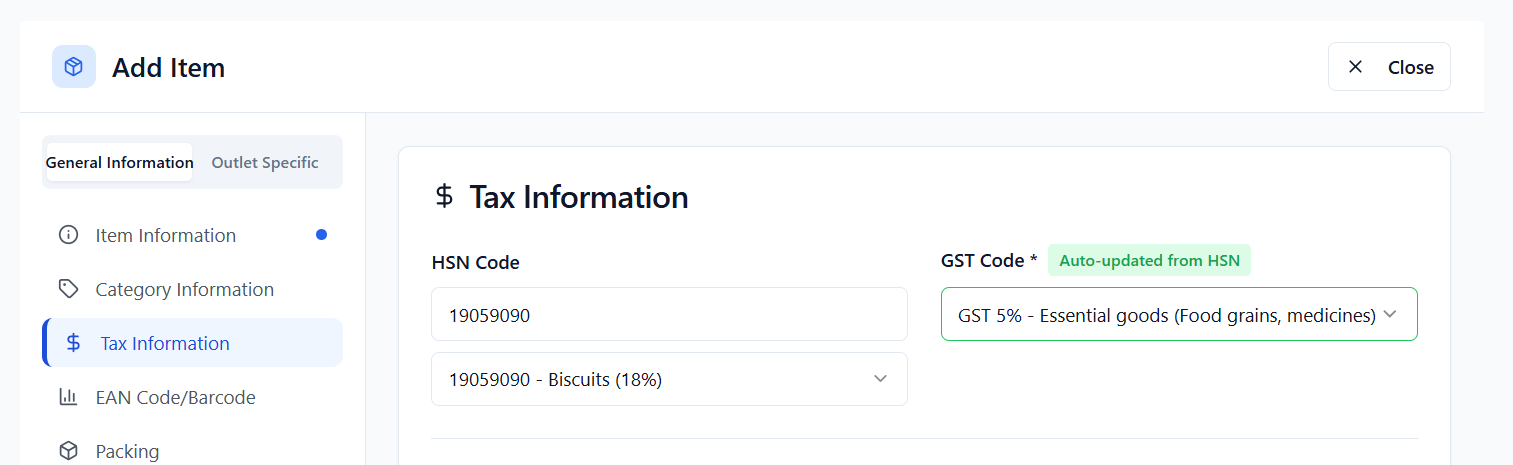 Add Item
Close
General Information
Outlet Specific
Item Information
Category Information
Tax Information
EAN Code/Barcode
Packing
$ Tax Information
HSN Code
19059090
19059090 - Biscuits (18%)
GST Code * Auto-updated from HSN
GST 5% - Essential goods (Food grains, medicines)